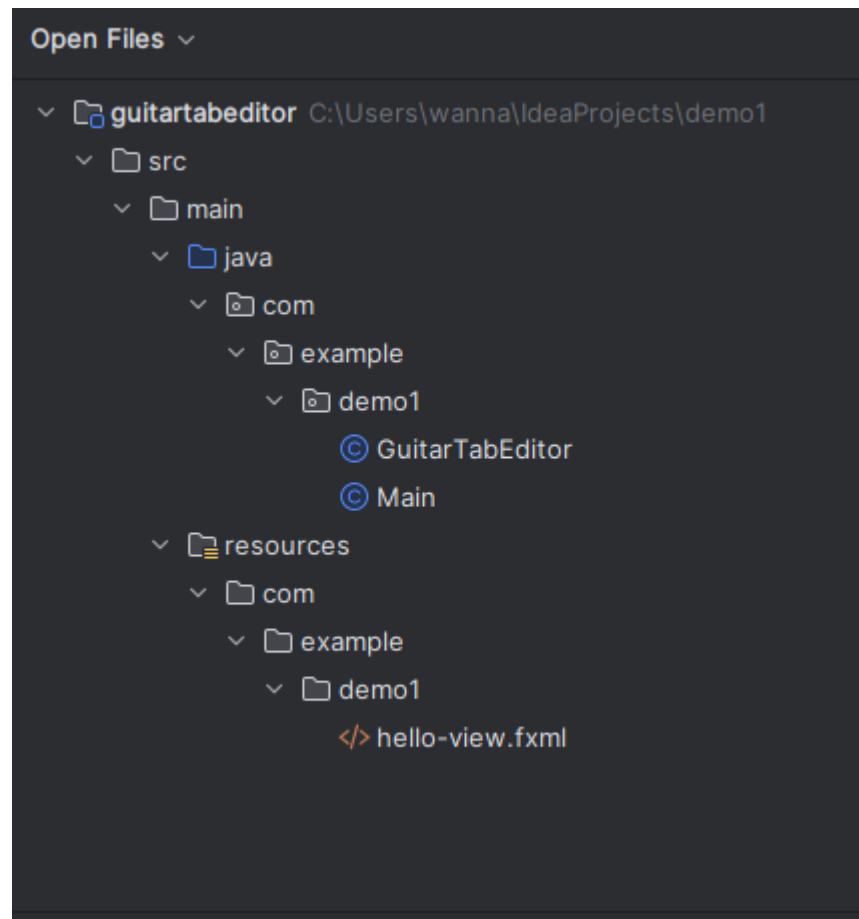 Open Files
guitartabeditor C:\Users\wanna\IdeaProjects\demo1
src
main
java
com
example
demo1
GuitarTabEditor
Main
resources
com
example
demo1
hello-view.fxml